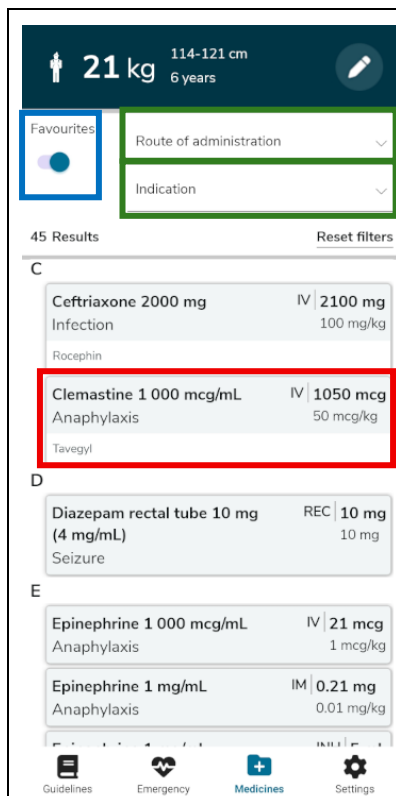 21 kg 114-121 cm
6 years
Favourites
Route of administration
Indication
45 Results Reset filters
C
Ceftriaxone 2000 mg IV 2100 mg
Infection 100 mg/kg
Rocephin
Clemastine 1 000 mcg/mL IV 1050 mcg
Anaphylaxis 50 mcg/kg
Tavegyl
D
Diazepam rectal tube 10 mg REC 10 mg
(4 mg/mL) 10 mg
Seizure
E
Epinephrine 1 000 mcg/mL IV 21 mcg
Anaphylaxis 1 mcg/kg
Epinephrine 1 mg/mL IM 0.21 mg
Anaphylaxis 0.01 mg/kg
Guidelines Emergency Medicines Settings